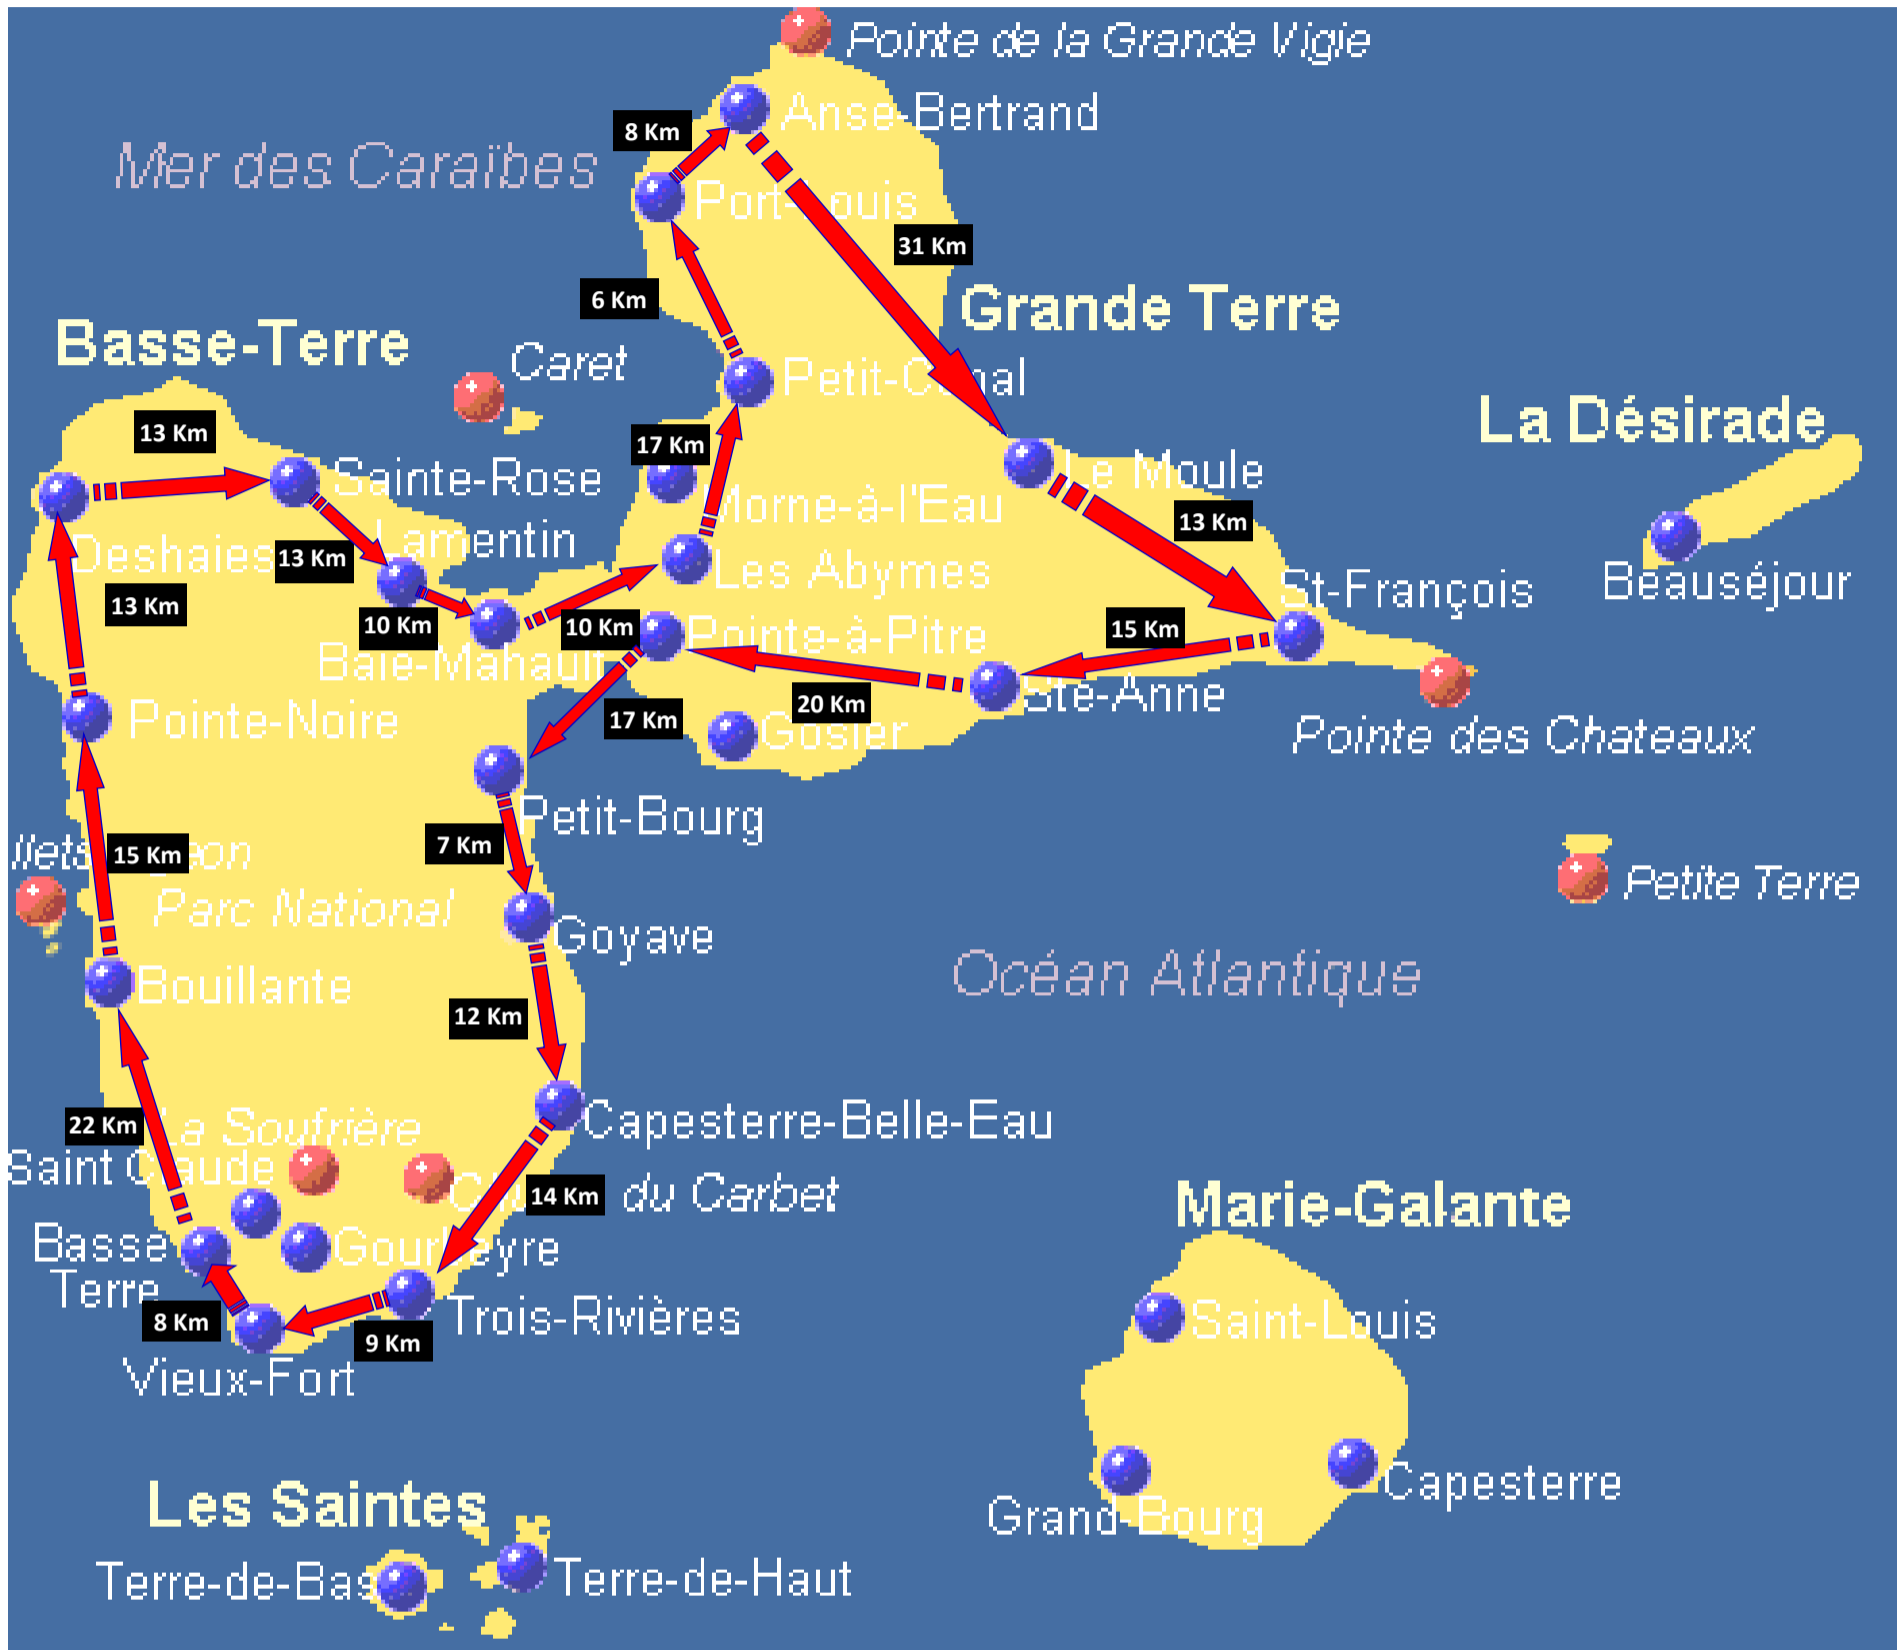 Pointe de la Grande Vigie
Anse-Bertrand
8 Km
Mer des Caraïbes
Port-Louis
31 Km
6 Km
Grande Terre
Basse-Terre
Caret
Petit-Canal
La Désirade
13 Km
17 Km
Sainte-Rose
Le Moule
Morne-à-l'Eau
13 Km
Lamentin
Deshaies
13 Km
Les Abymes
St-François
Beauséjour
13 Km
10 Km
10 Km
Pointe-à-Pitre
15 Km
Baie-Mahault
Ste-Anne
20 Km
Pointe-Noire
17 Km
Gosier
Pointe des Chateaux
Petit-Bourg
7 Km
15 Km
Ilets
Parc National
Petite Terre
Goyave
Océan Atlantique
Bouillante
12 Km
22 Km
La Soufrière
Capesterre-Belle-Eau
Saint Claude
14 Km
du Carbet
Marie-Galante
Basse
Terre
Gourbeyre
8 Km
9 Km
Trois-Rivières
Saint-Louis
Vieux-Fort
Capesterre
Les Saintes
Grand-Bourg
Terre-de-Bas
Terre-de-Haut